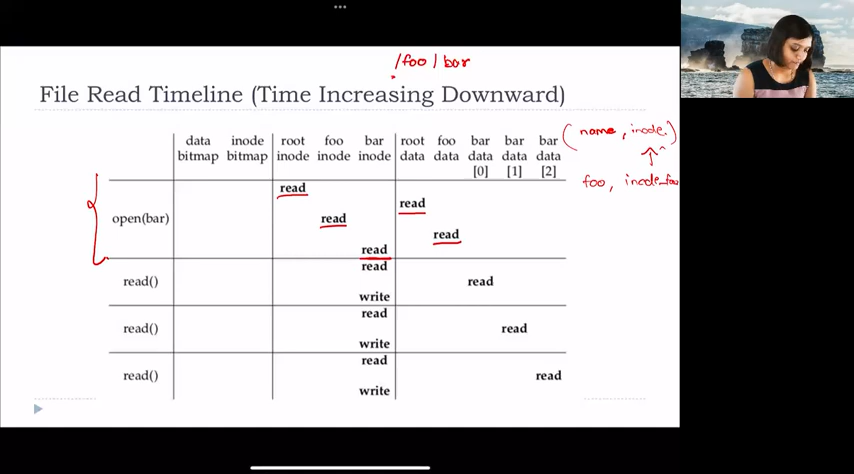 /foo/bar
File Read Timeline (Time Increasing Downward)
(name, inode)
foo, inode_foo
data bitmap inode bitmap root inode foo inode bar inode root data foo data bar data [0] bar data [1] bar data [2]
read
read
open(bar) read
read
read
read
read() read
write
read
read() read
write
read
read() read
write